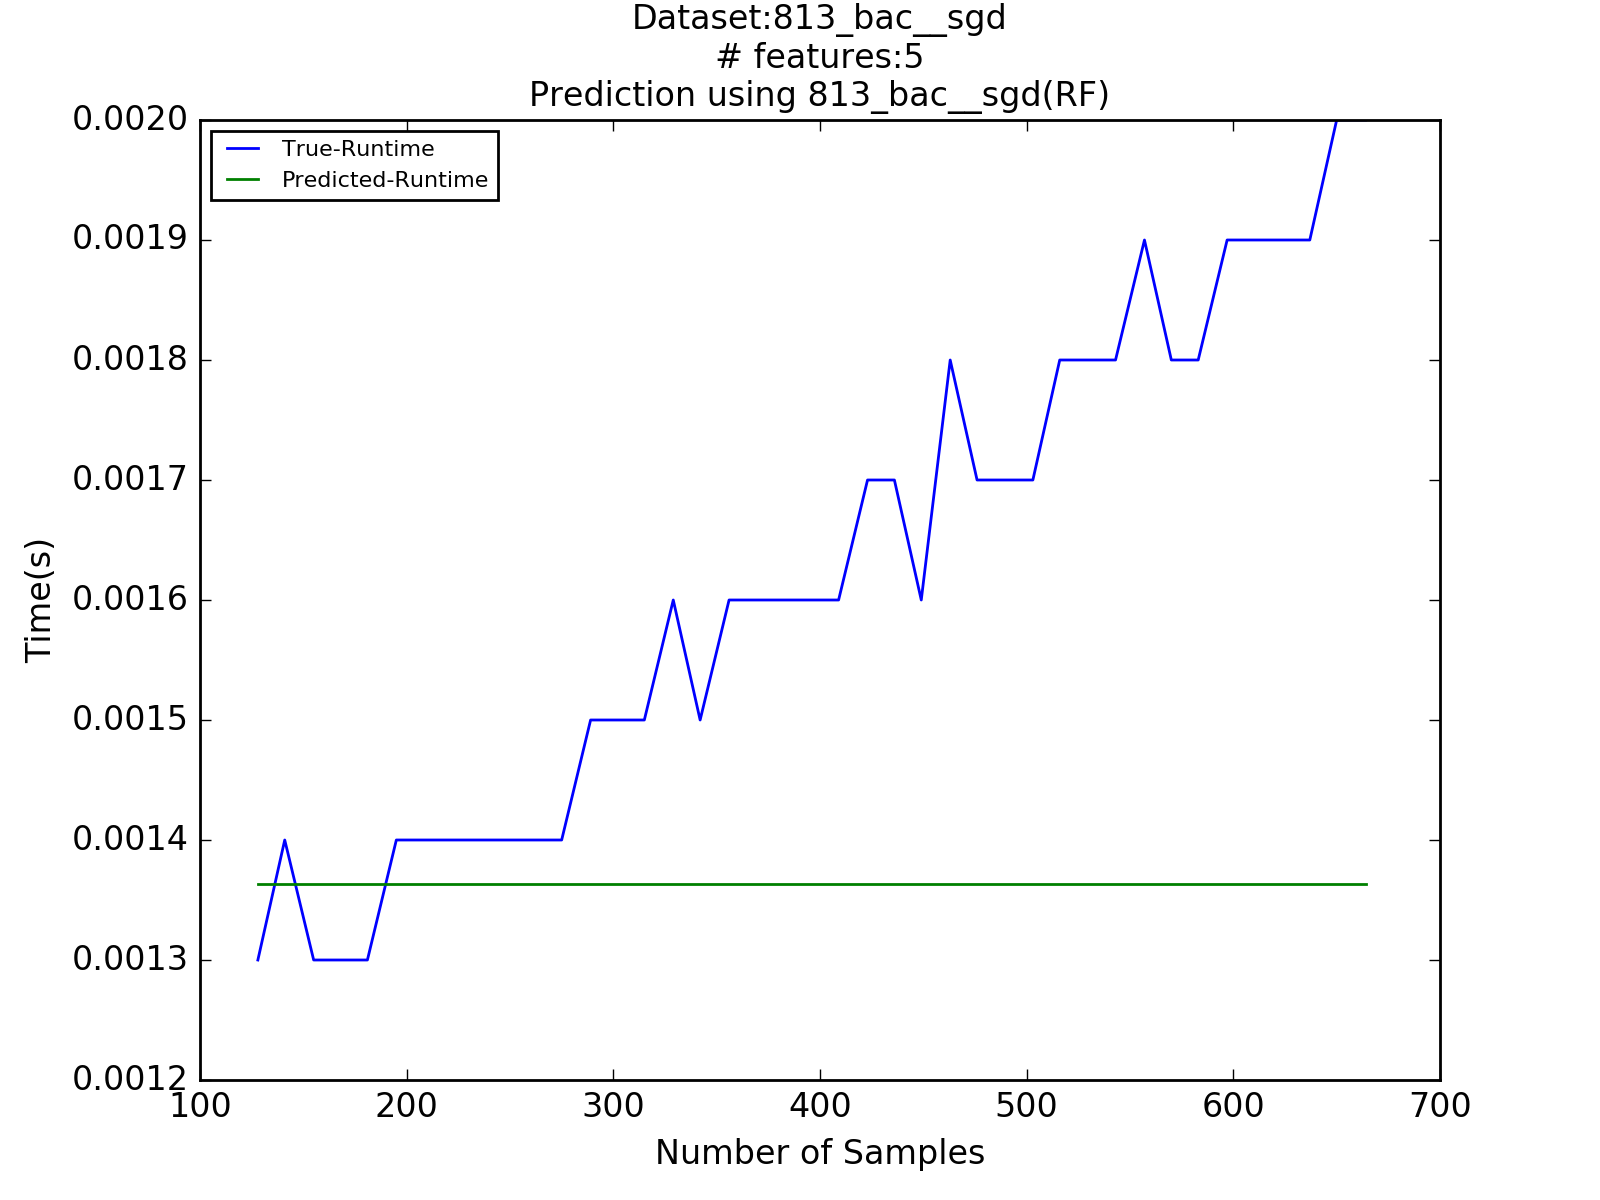 Dataset:813_bac__sgd
# features:5
Prediction using 813_bac__sgd(RF)
0.0020
0.0019
0.0018
0.0017
0.0016
0.0015
0.0014
0.0013
0.0012
True-Runtime
Predicted-Runtime
Time(s)
100 200 300 400 500 600 700
Number of Samples